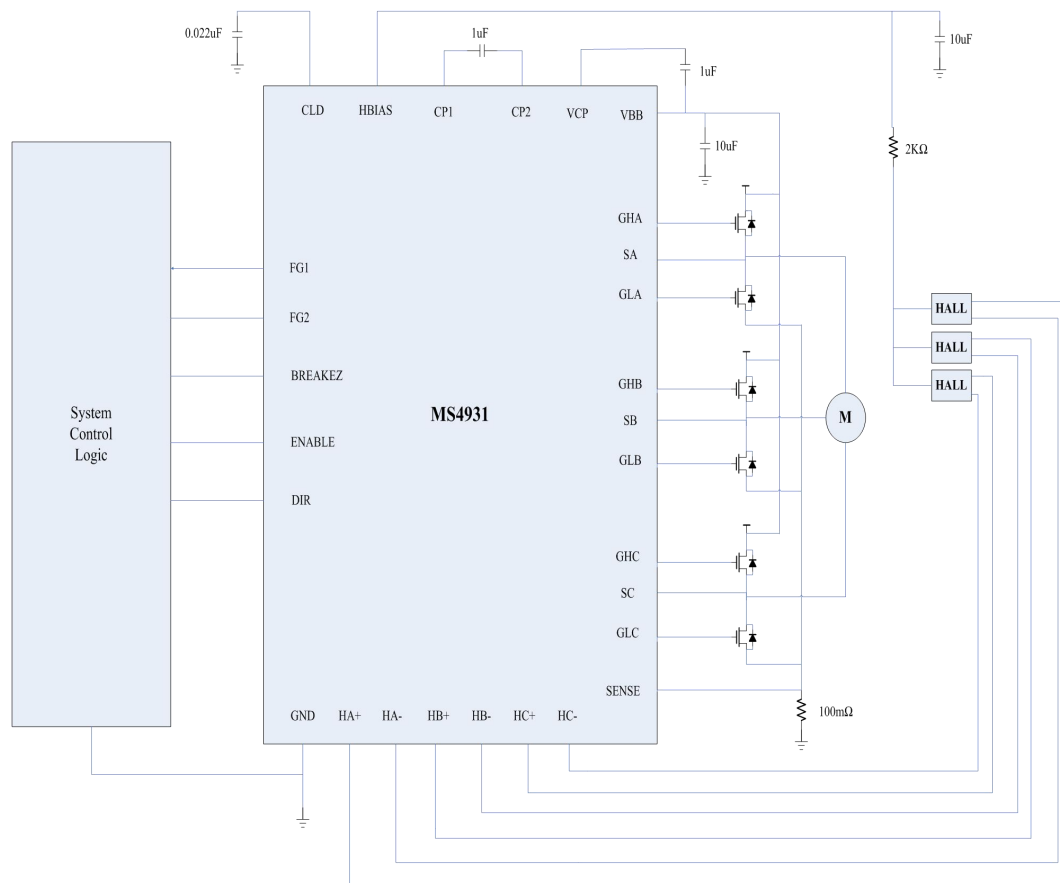 0.022uF
1uF
10uF
1uF
CLD HBIAS CP1 CP2 VCP VBB
10uF
2KΩ
GHA
SA
FG1
GLA
FG2
HALL
HALL
BREAKEZ
GHB
HALL
System
Control
Logic
MS4931
SB
M
ENABLE
GLB
DIR
GHC
SC
GLC
SENSE
100mΩ
GND HA+ HA- HB+ HB- HC+ HC-